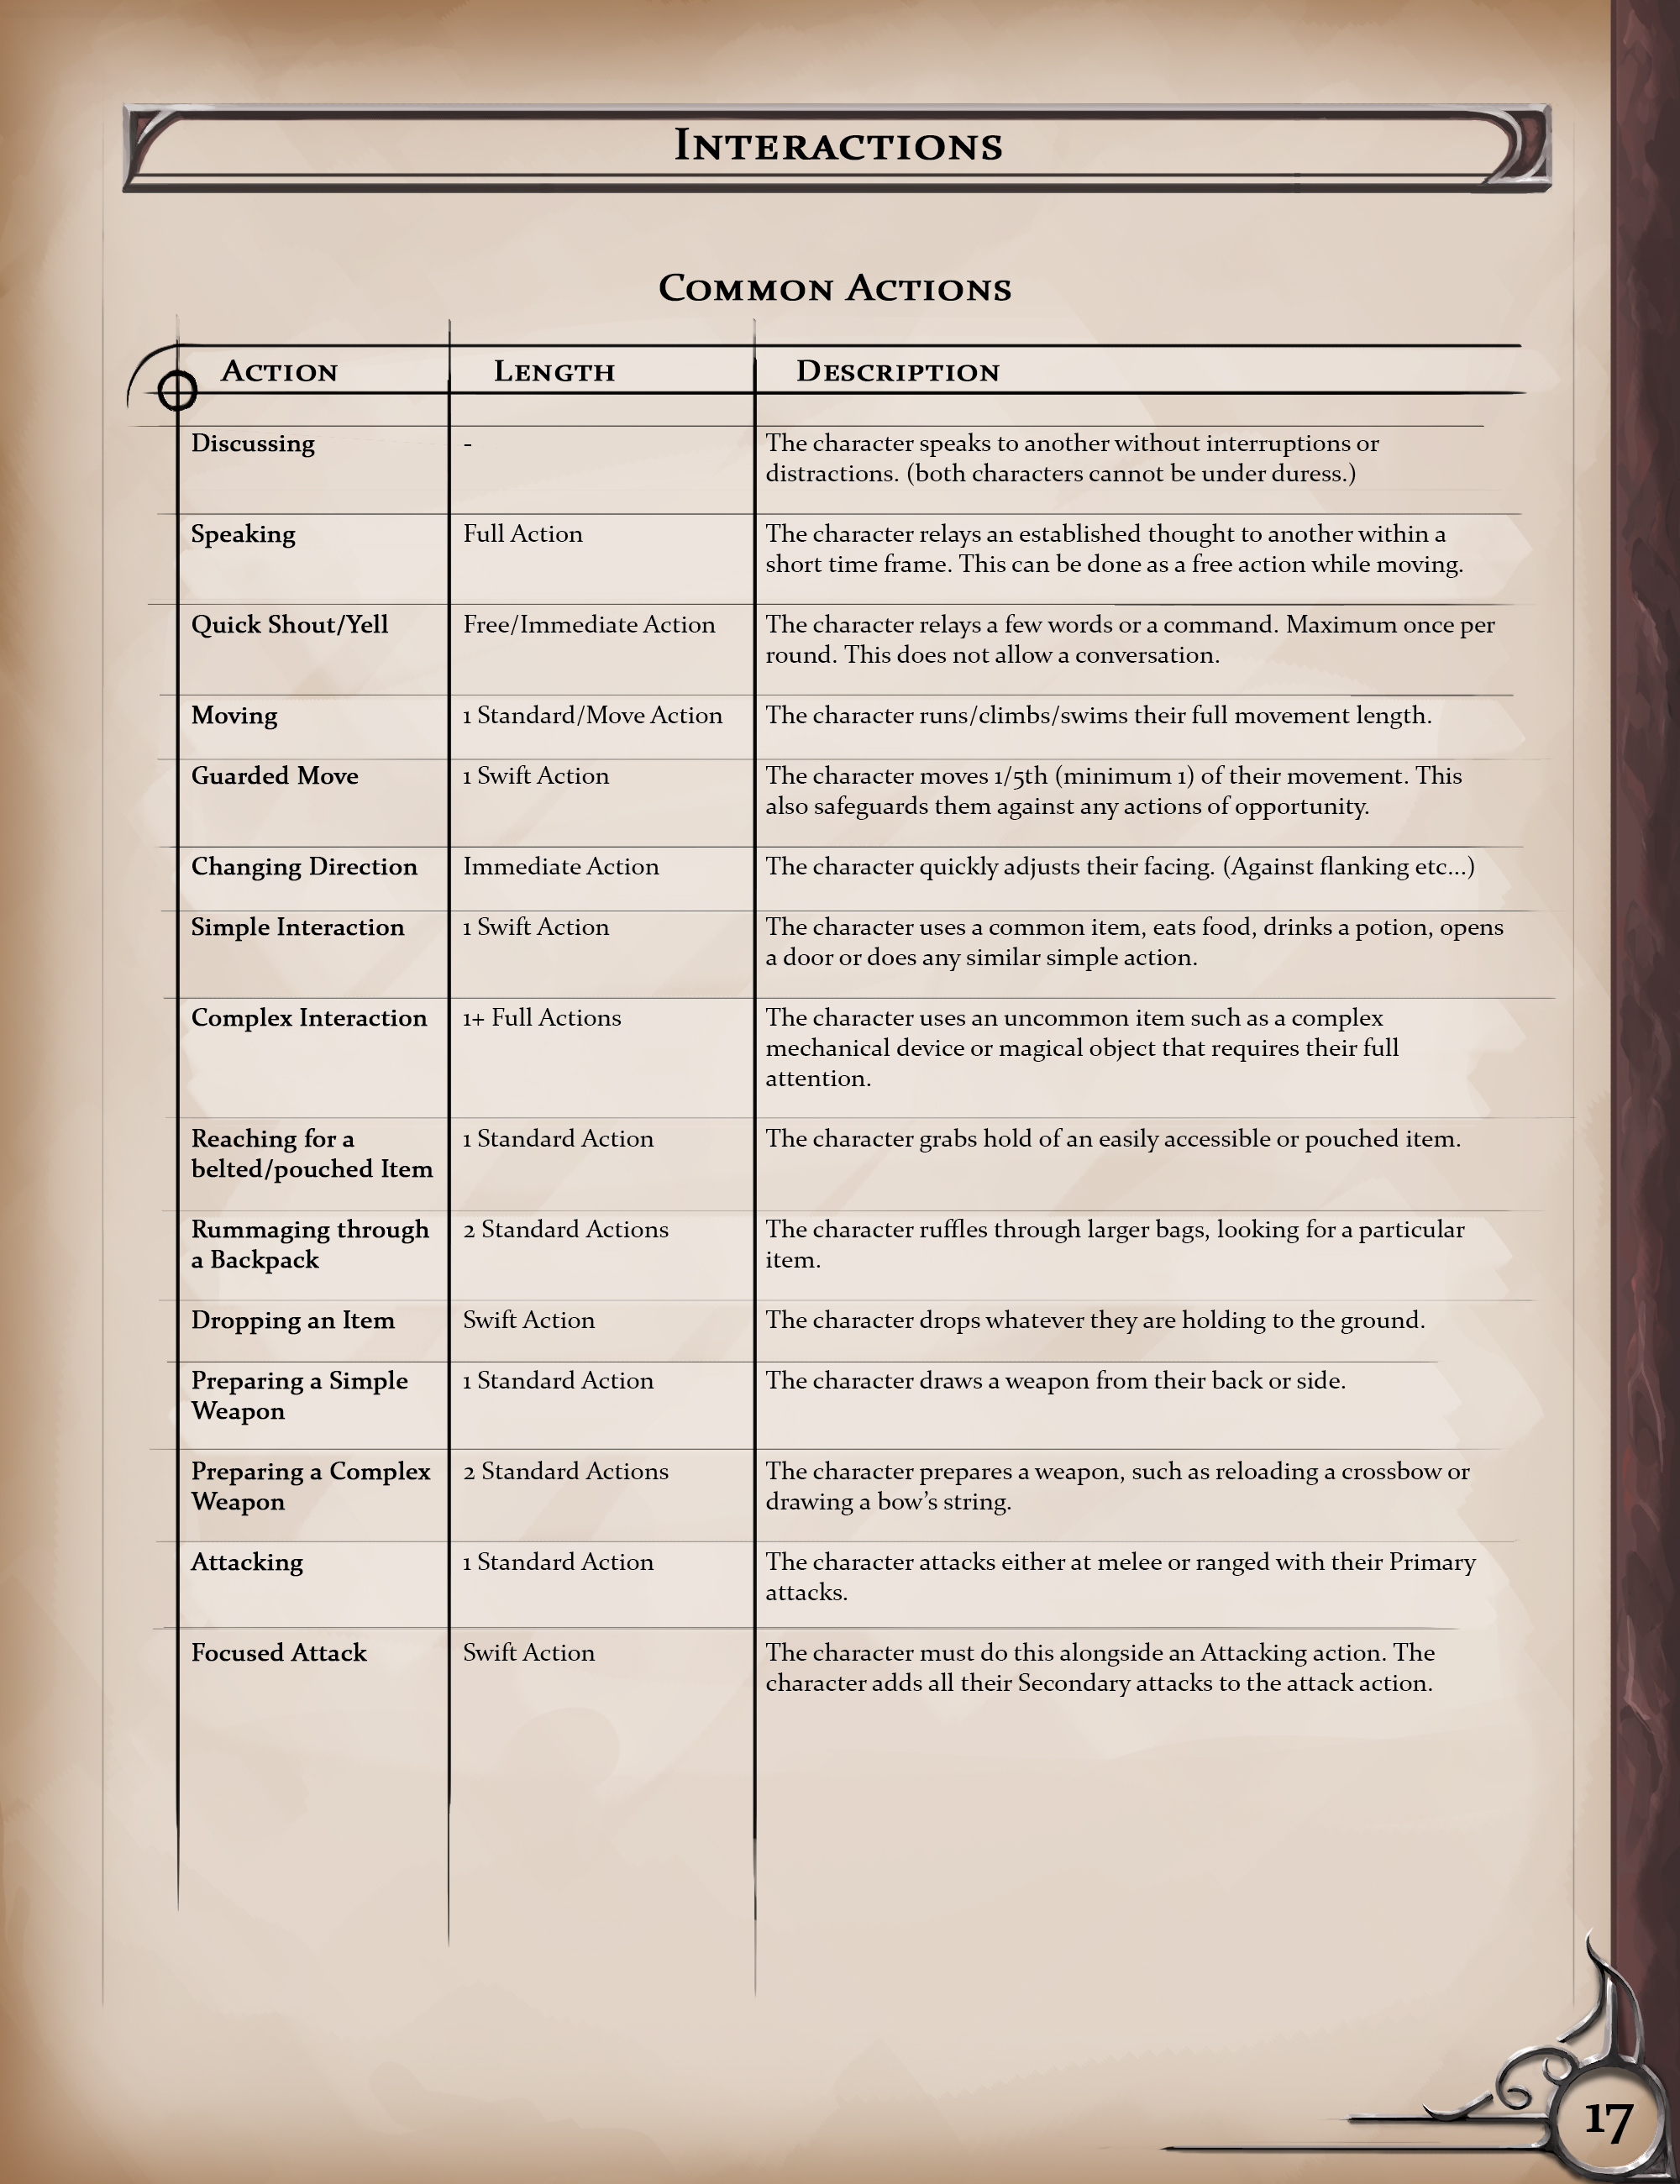 Interactions
Common Actions
Action Length Description
Discussing - The character speaks to another without interruptions or
distractions. (both characters cannot be under duress.)
Speaking Full Action The character relays an established thought to another within a
short time frame. This can be done as a free action while moving.
Quick Shout/Yell Free/Immediate Action The character relays a few words or a command. Maximum once per
round. This does not allow a conversation.
Moving 1 Standard/Move Action The character runs/climbs/swims their full movement length.
Guarded Move 1 Swift Action The character moves 1/5th (minimum 1) of their movement. This
also safeguards them against any actions of opportunity.
Changing Direction Immediate Action The character quickly adjusts their facing. (Against flanking etc...)
Simple Interaction 1 Swift Action The character uses a common item, eats food, drinks a potion, opens
a door or does any similar simple action.
Complex Interaction 1+ Full Actions The character uses an uncommon item such as a complex
mechanical device or magical object that requires their full
attention.
Reaching for a 1 Standard Action The character grabs hold of an easily accessible or pouched item.
belted/pouched Item
Rummaging through 2 Standard Actions The character ruffles through larger bags, looking for a particular
a Backpack item.
Dropping an Item Swift Action The character drops whatever they are holding to the ground.
Preparing a Simple 1 Standard Action The character draws a weapon from their back or side.
Weapon
Preparing a Complex 2 Standard Actions The character prepares a weapon, such as reloading a crossbow or
Weapon drawing a bow's string.
Attacking 1 Standard Action The character attacks either at melee or ranged with their Primary
attacks.
Focused Attack Swift Action The character must do this alongside an Attacking action. The
character adds all their Secondary attacks to the attack action.
17